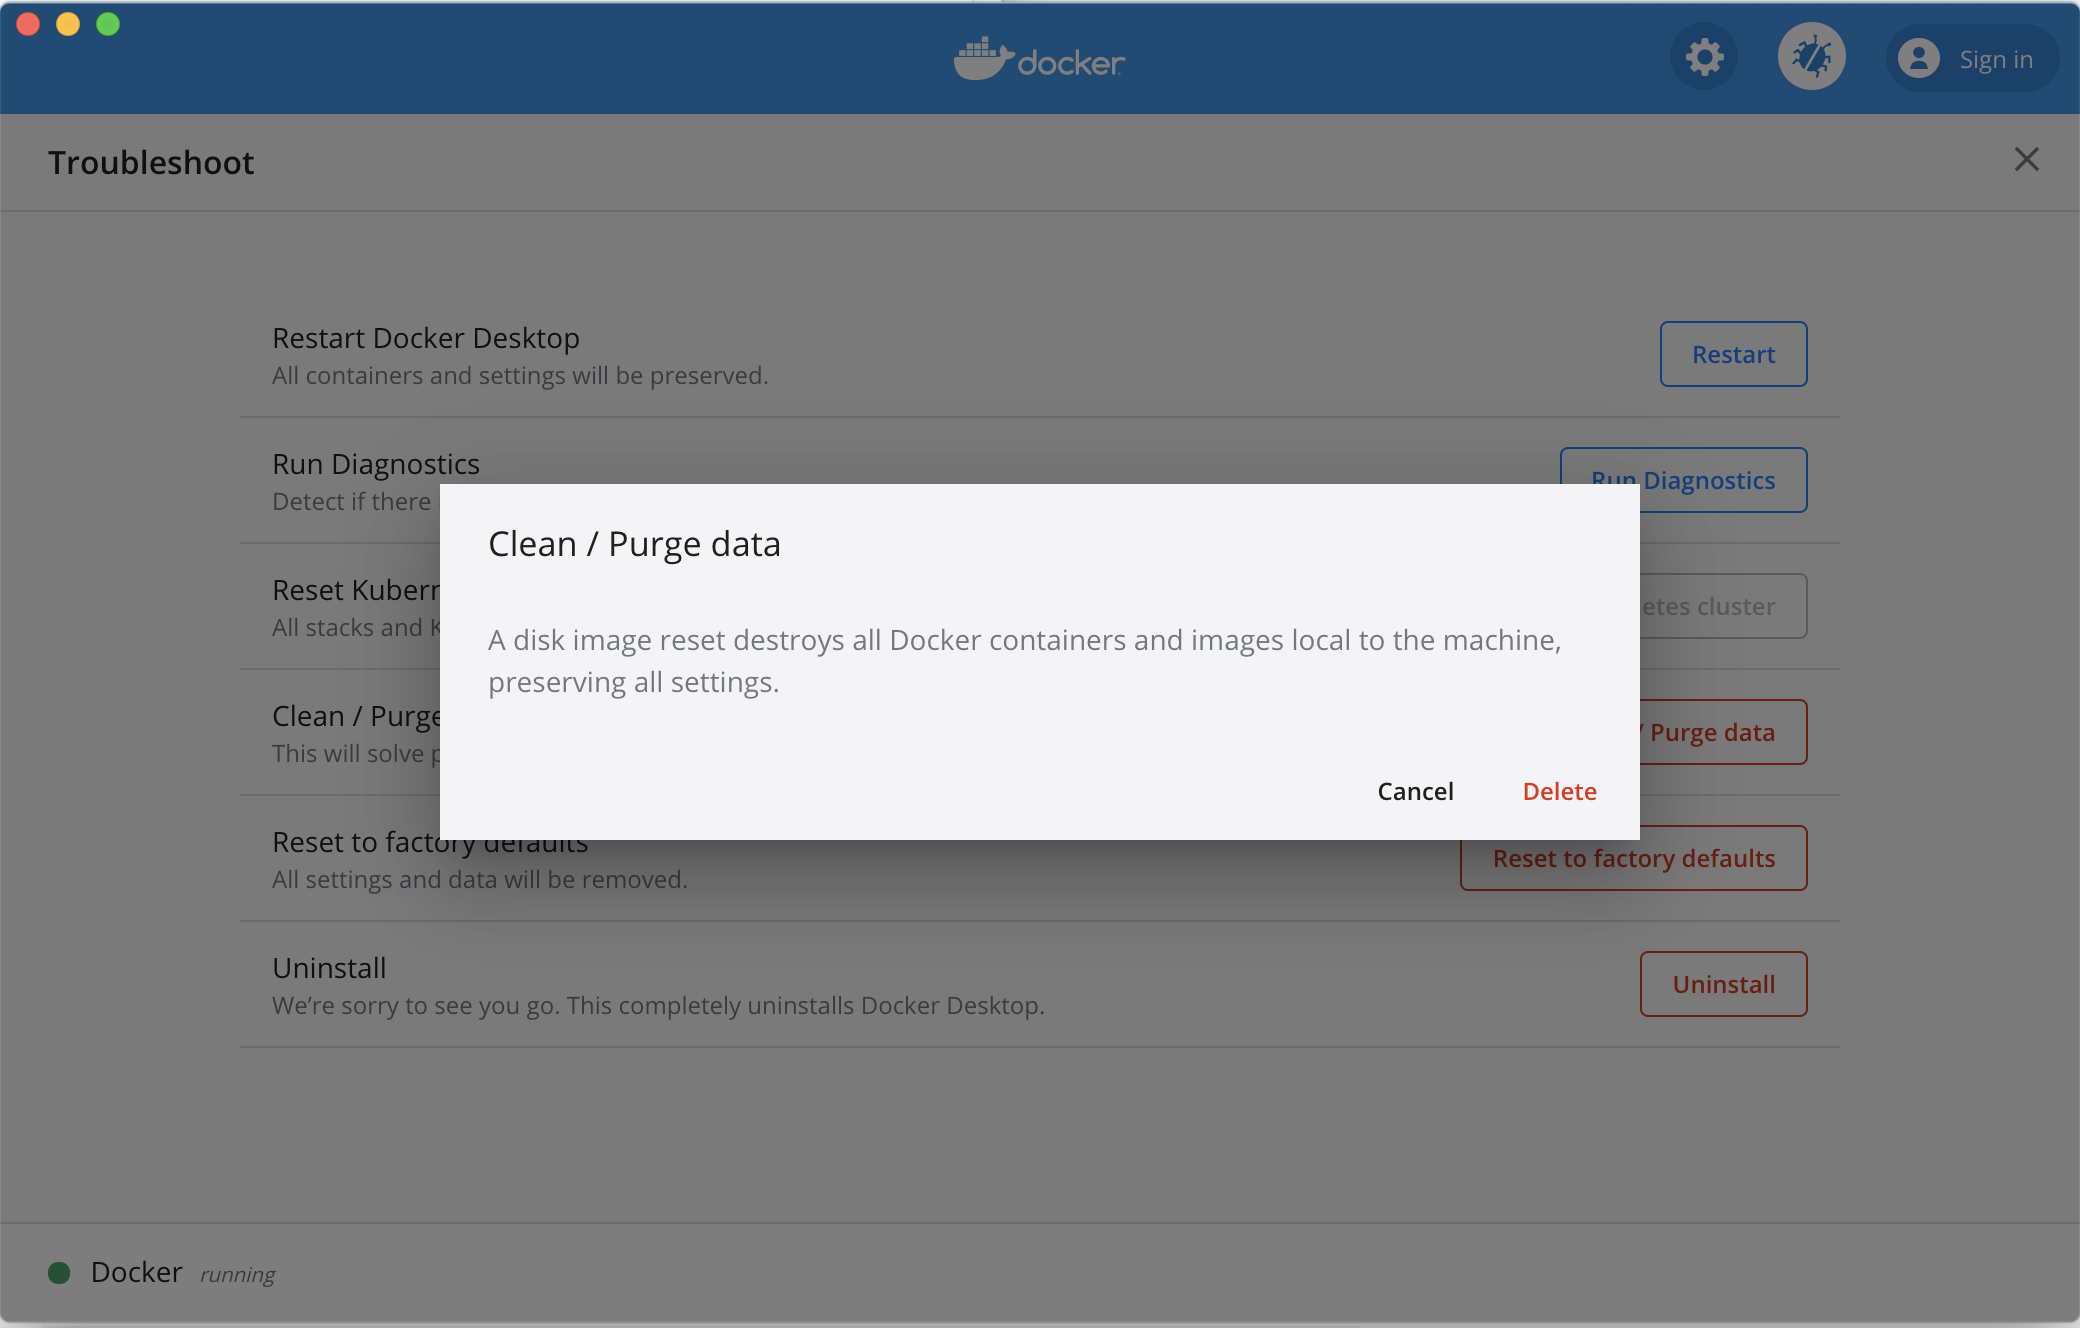 docker
Sign in
Troubleshoot
Restart Docker Desktop
All containers and settings will be preserved.
Restart
Run Diagnostics
Detect if there
Run Diagnostics
Clean / Purge data
A disk image reset destroys all Docker containers and images local to the machine,
preserving all settings.
Cancel
Delete
Reset Kubern
All stacks and K
etes cluster
Clean / Purge
This will solve p
/ Purge data
Reset to factory defaults
All settings and data will be removed.
Reset to factory defaults
Uninstall
We’re sorry to see you go. This completely uninstalls Docker Desktop.
Uninstall
Docker running